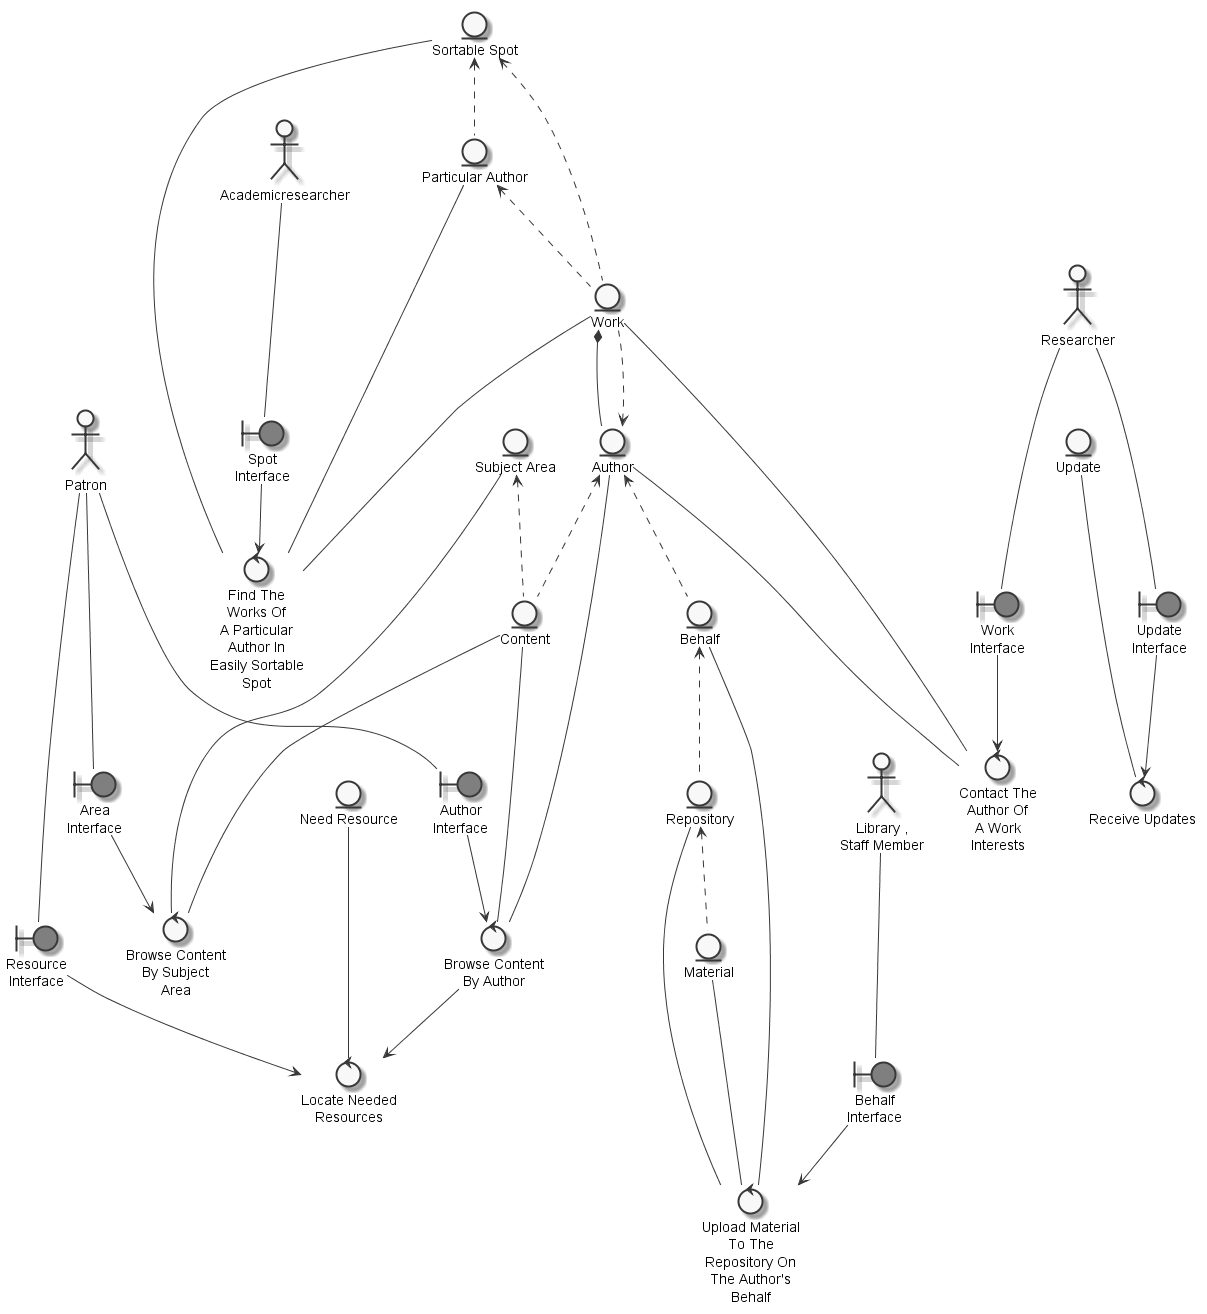 Sortable Spot
Academicresearcher
Particular Author
Work
Researcher
Patron
Spot
Interface
Subject Area
Author
Update
Find The
Works Of
A Particular
Author In
Easily Sortable
Spot
Content
Behalf
Work
Interface
Update
Interface
Area
Interface
Need Resource
Author
Interface
Repository
Library ,
Staff Member
Contact The
Author Of
A Work
Interests
Receive Updates
Resource
Interface
Browse Content
By Subject
Area
Browse Content
By Author
Material
Locate Needed
Resources
Behalf
Interface
Upload Material
To The
Repository On
The Author's
Behalf